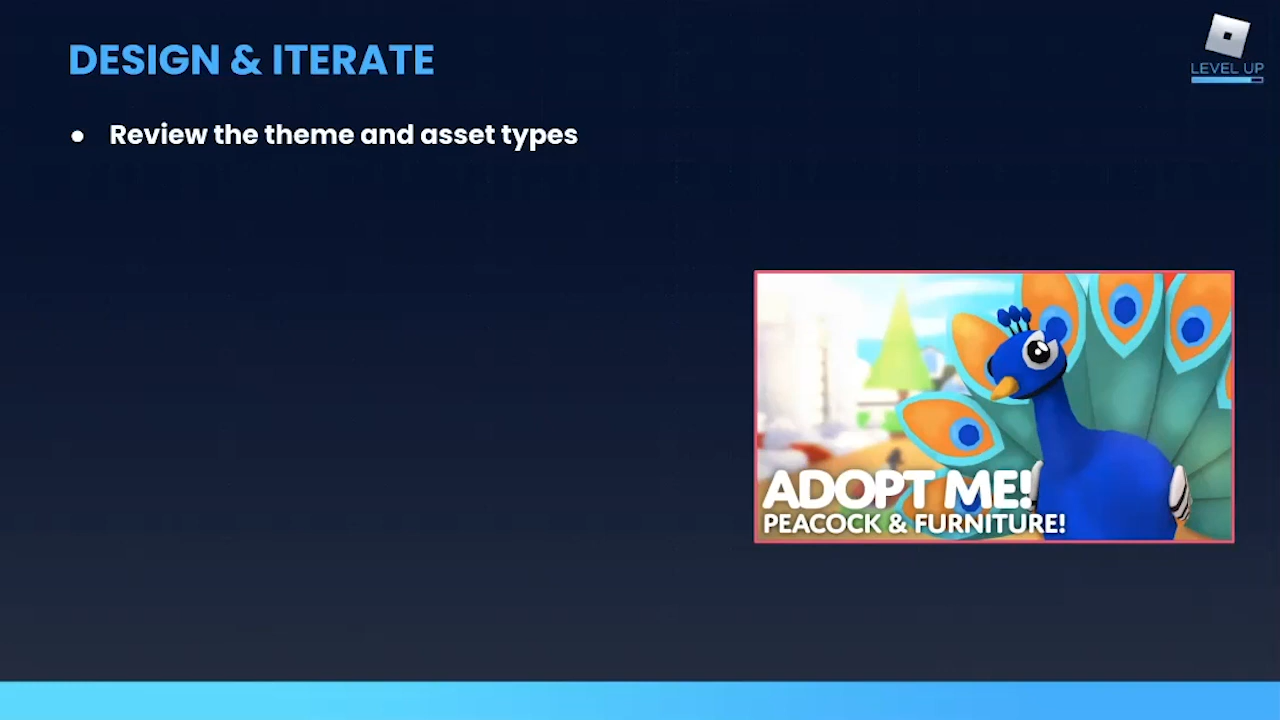 DESIGN & ITERATE
LEVEL UP
● Review the theme and asset types
ADOPT ME!
PEACOCK & FURNITURE!